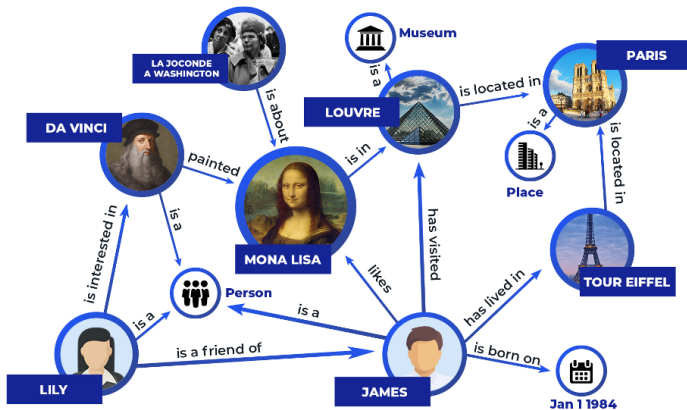 Museum
PARIS
LA JOCONDE
A WASHINGTON
is a
is located in
LOUVRE
is about
is a
is located in
DA VINCI
painted
is in
Place
is a
has visited
MONA LISA
TOUR EIFFEL
is interested in
Person
likes
has lived in
is a
is a
is a friend of
is born on
LILY
JAMES
Jan 1 1984